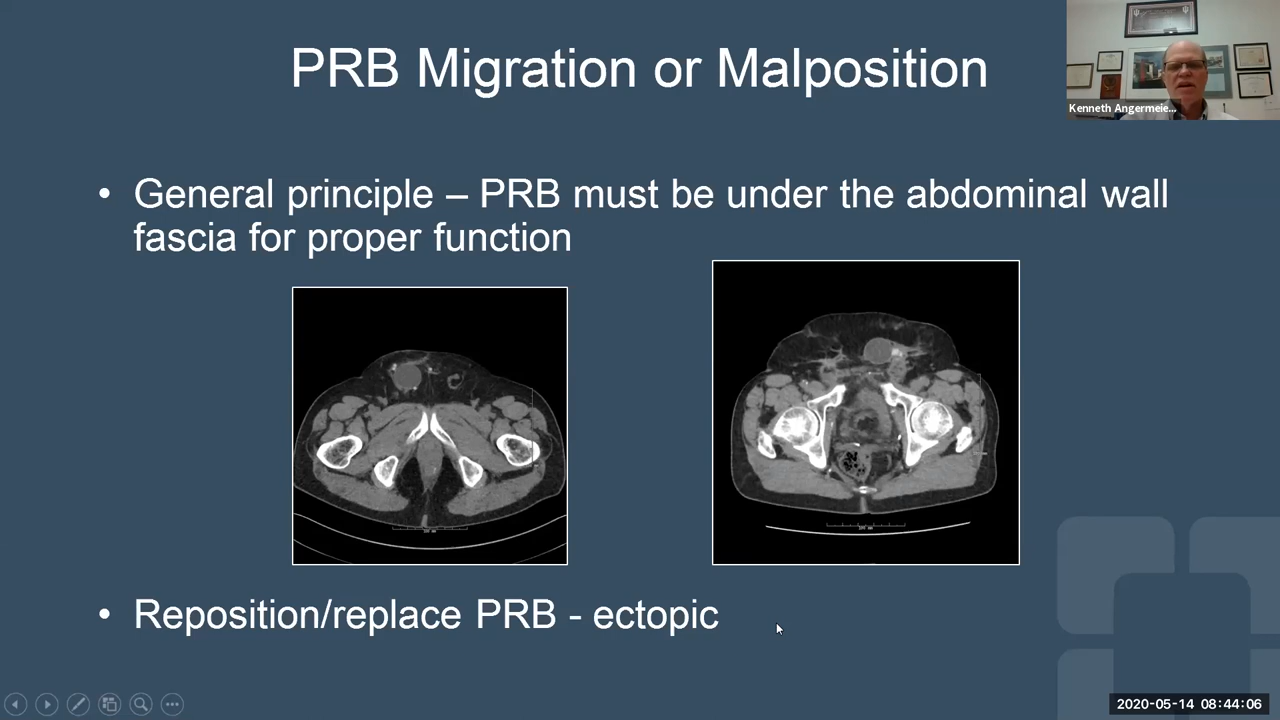 PRB Migration or Malposition
Kenneth Angermeie...
• General principle – PRB must be under the abdominal wall
fascia for proper function
• Reposition/replace PRB - ectopic
2020-05-14 08:44:06